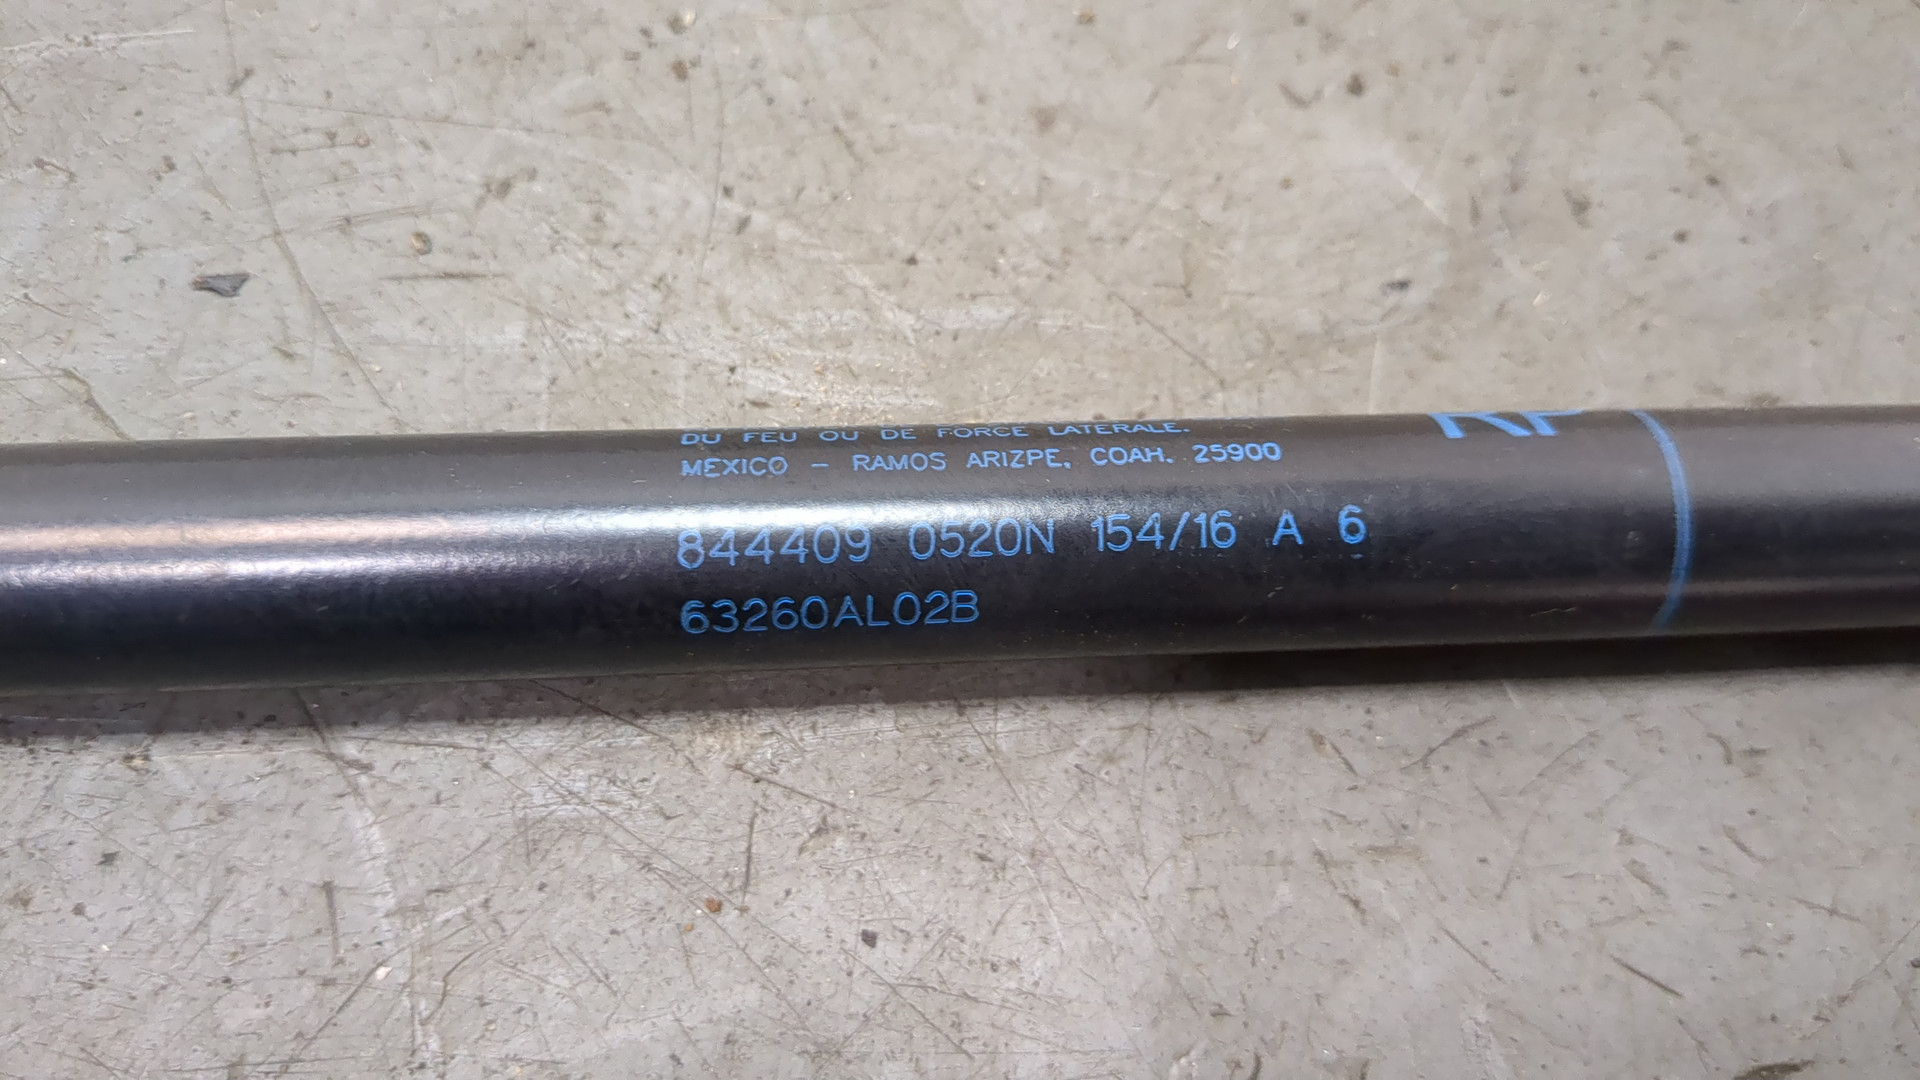 DU FEU OU DE FORCE LATERALE.
MEXICO - RAMOS ARIZPE, COAH. 25900
844409 0520N 154/16 A 6
63260AL02B